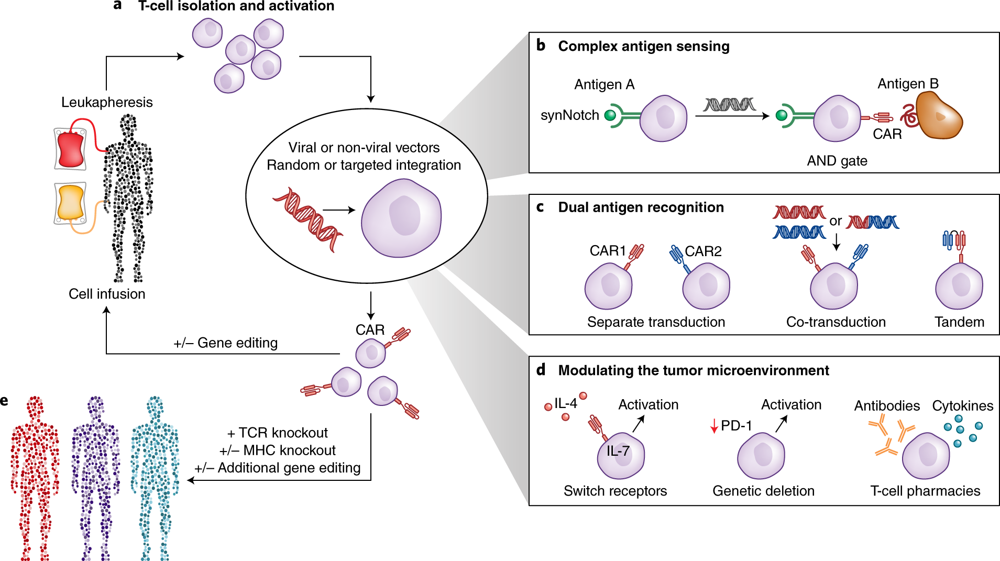 a T-cell isolation and activation
Leukapheresis
Cell infusion
Viral or non-viral vectors
Random or targeted integration
CAR
+/– Gene editing
+ TCR knockout
+/– MHC knockout
+/– Additional gene editing
b Complex antigen sensing
Antigen A
Antigen B
synNotch
CAR
AND gate
c Dual antigen recognition
or
CAR1
CAR2
Separate transduction
Co-transduction
Tandem
d Modulating the tumor microenvironment
IL-4
Activation
IL-7
Switch receptors
Activation
PD-1
Genetic deletion
Antibodies
Cytokines
T-cell pharmacies
e